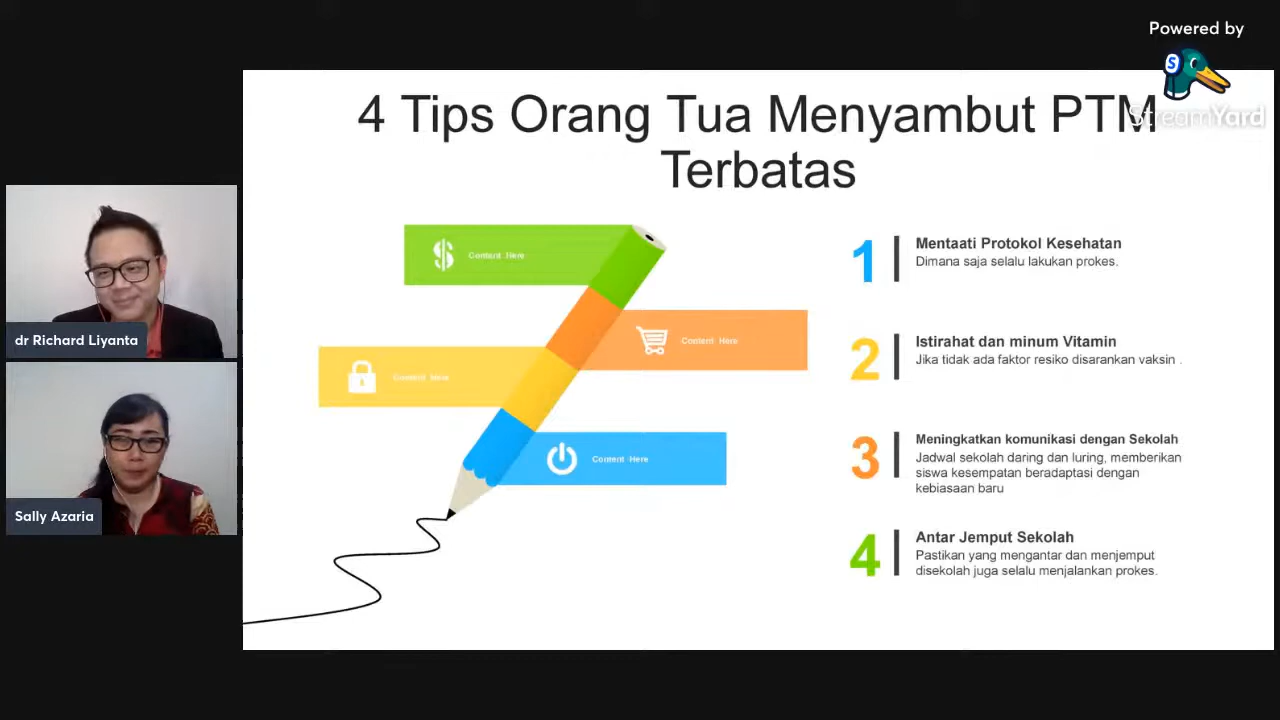 Powered by
StreamYard
4 Tips Orang Tua Menyambut PTM
Terbatas
Content Here
Content Here
Content Here
Content Here
1
Mentaati Protokol Kesehatan
Dimana saja selalu lakukan prokes.
2
Istirahat dan minum Vitamin
Jika tidak ada faktor resiko disarankan vaksin .
3
Meningkatkan komunikasi dengan Sekolah
Jadwal sekolah daring dan luring, memberikan
siswa kesempatan beradaptasi dengan
kebiasaan baru
4
Antar Jemput Sekolah
Pastikan yang mengantar dan menjemput
disekolah juga selalu menjalankan prokes.
dr Richard Liyanta
Sally Azaria